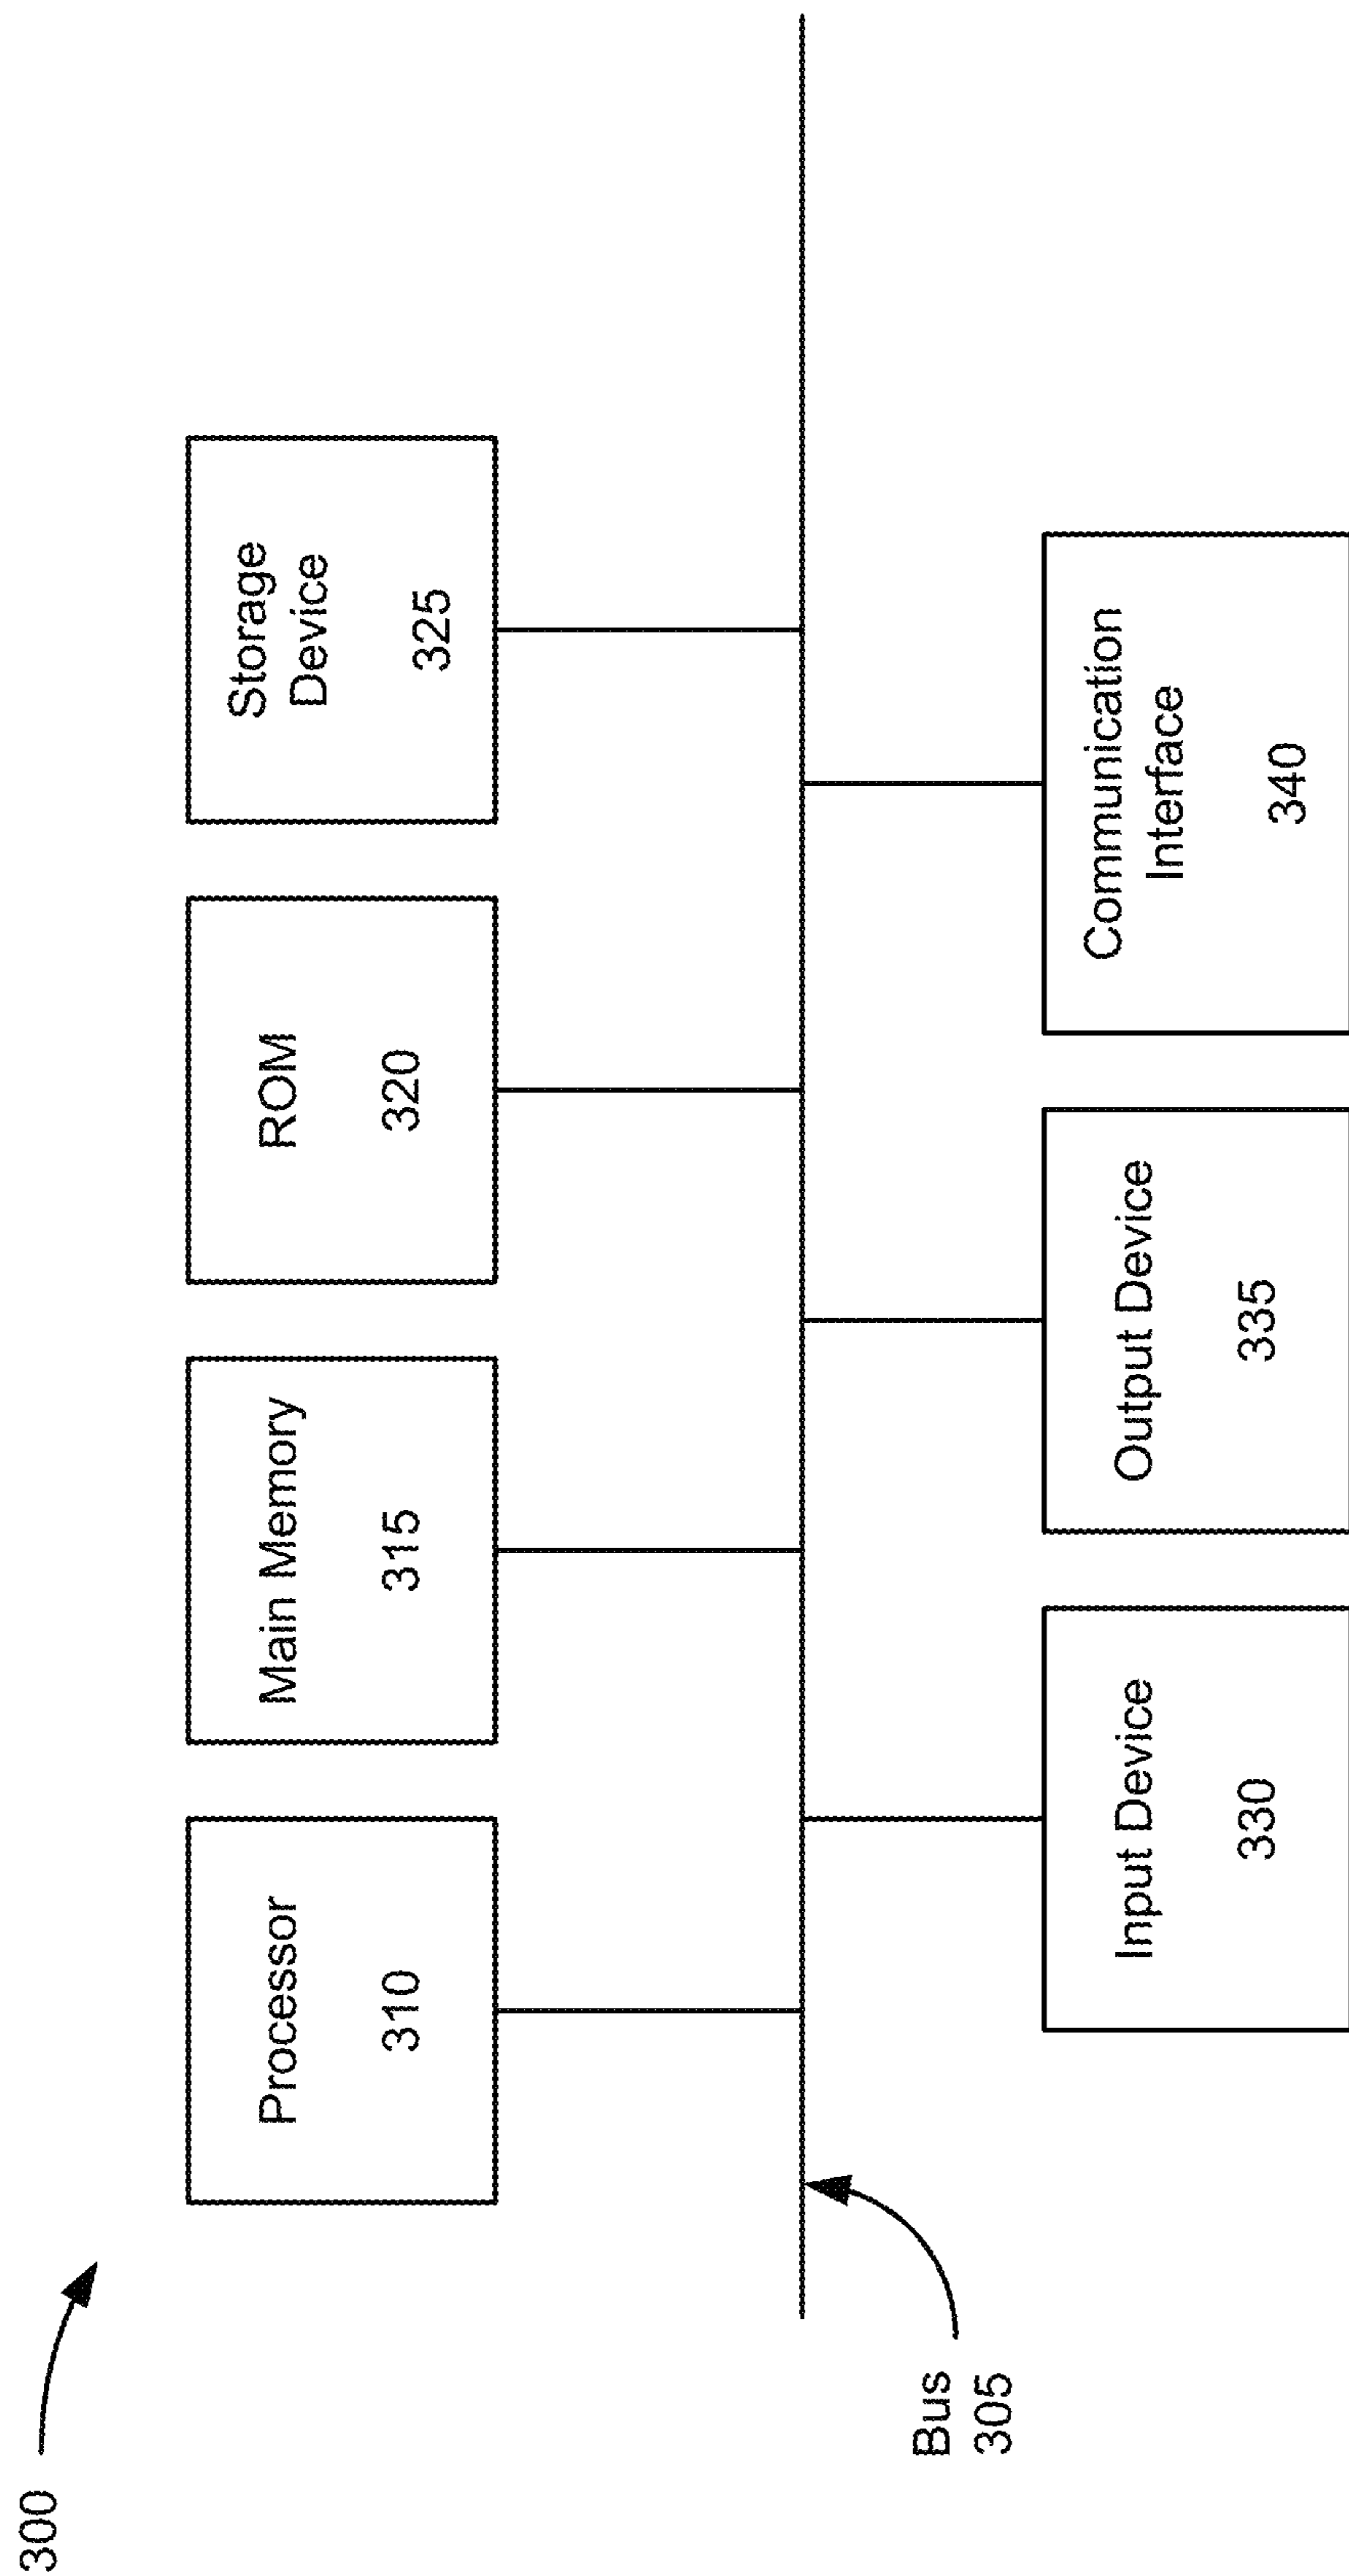 300
Processor
310
Main Memory
315
ROM
320
Storage
Device
325
Bus
305
Input Device
330
Output Device
335
Communication
Interface
340